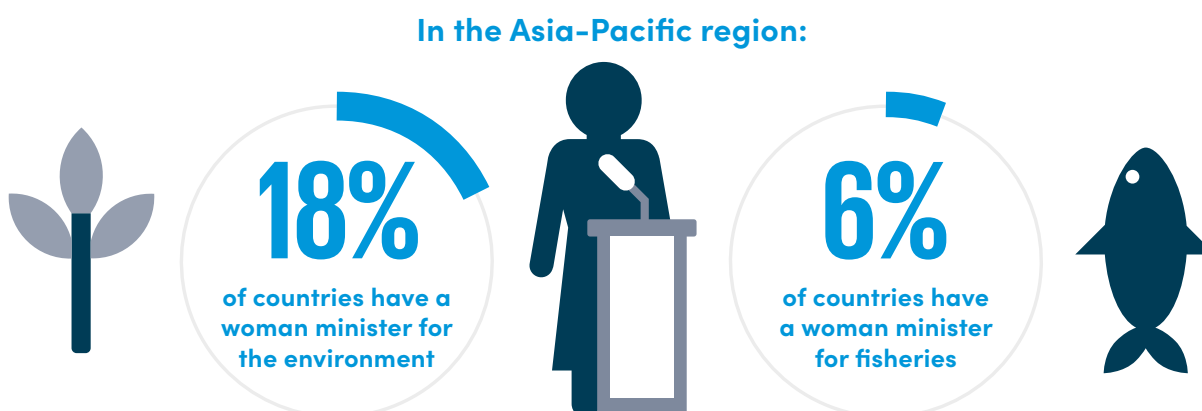 In the Asia-Pacific region:
18%
of countries have a
woman minister for
the environment
6%
of countries have
a woman minister
for fisheries